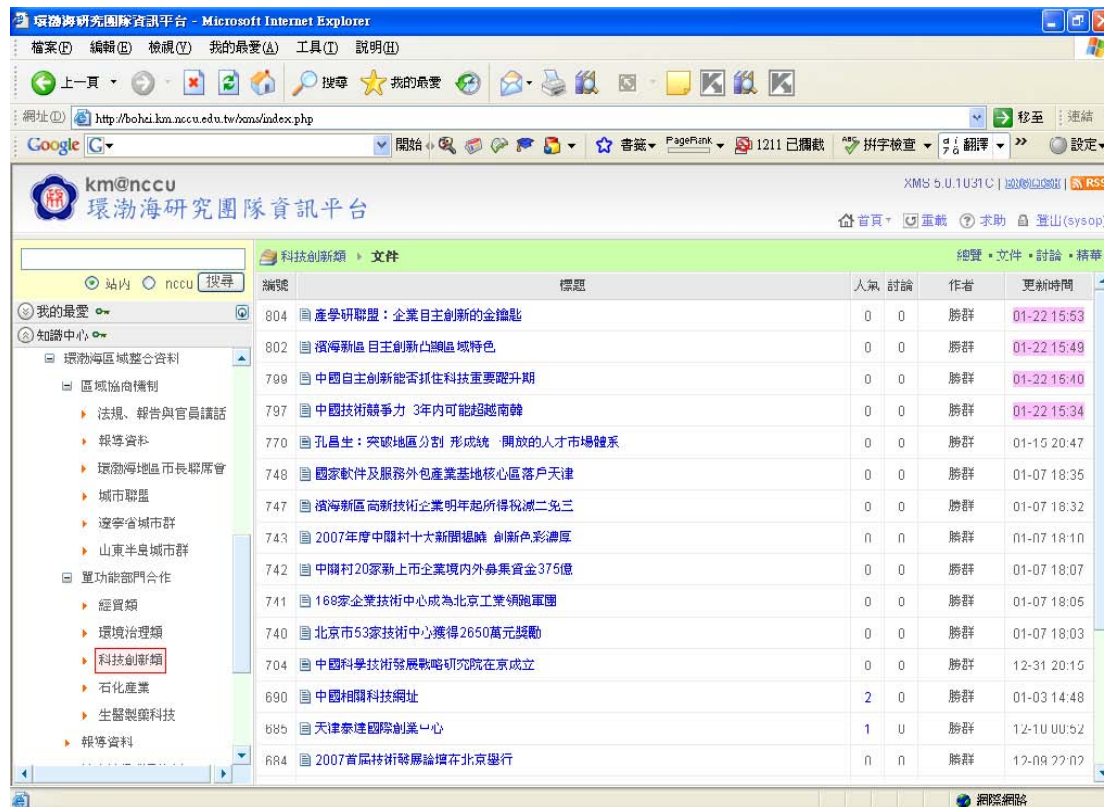 環渤海研究團隊資訊平台 - Microsoft Internet Explorer
檔案(F) 編輯(E) 檢視(V) 我的最愛(A) 工具(T) 說明(H)
上一頁 搜尋 我的最愛
網址(D) http://bohai.km.nccu.edu.tw/xms/index.php 移至 連結
Google G 開始 書籤 PageRank 1211 已攔截 拼字檢查 翻譯 » 設定
km@nccu
環渤海研究團隊資訊平台
XMS 5.0.1031C | RSS
首頁 重載 求助 登出(sysop)
科技創新類 文件 總覽 文件 討論 精華
站內 nccu 搜尋
我的最愛
知識中心
環渤海區域整合資料
區域協商機制
法規、報告與官員講話
報導資料
環渤海地區市長聯席會
城市聯盟
遼寧省城市群
山東半島城市群
單功能部門合作
經貿類
環境治理類
科技創新類
石化產業
生醫製藥科技
報導資料
編號 標題 人氣 討論 作者 更新時間
804 產學研聯盟：企業自主創新的金鑰匙 0 0 勝群 01-22 15:53
802 濱海新區自主創新凸顯區域特色 0 0 勝群 01-22 15:49
799 中國自主創新能否抓住科技重要躍升期 0 0 勝群 01-22 15:40
797 中國技術競爭力 3年內可能超越南韓 0 0 勝群 01-22 15:34
770 孔昌生：突破地區分割 形成統一開放的人才市場體系 0 0 勝群 01-15 20:47
748 國家軟件及服務外包產業基地核心區落戶天津 0 0 勝群 01-07 18:35
747 濱海新區高新技術企業明年起所得稅減二免三 0 0 勝群 01-07 18:32
743 2007年度中關村十大新聞揭曉 創新色彩濃厚 0 0 勝群 01-07 18:10
742 中關村20家新上市企業境內外募集資金375億 0 0 勝群 01-07 18:07
741 168家企業技術中心成為北京工業領跑軍團 0 0 勝群 01-07 18:05
740 北京市53家技術中心獲得2650萬元獎勵 0 0 勝群 01-07 18:03
704 中國科學技術發展戰略研究院在京成立 0 0 勝群 12-31 20:15
690 中國相關科技網址 2 0 勝群 01-03 14:48
685 天津泰達國際創業中心 1 0 勝群 12-10 00:52
684 2007首屆技術發展論壇在北京舉行 0 0 勝群 12-09 22:02
網際網路